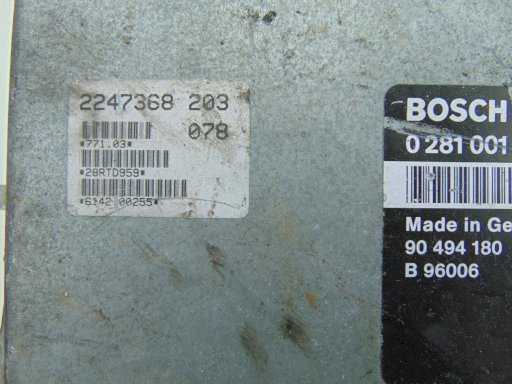 2247368 203
078
*771.03*
*28RTD959*
*6142 00255*
BOSCH
0 281 001
Made in Ge
90 494 180
B 96006